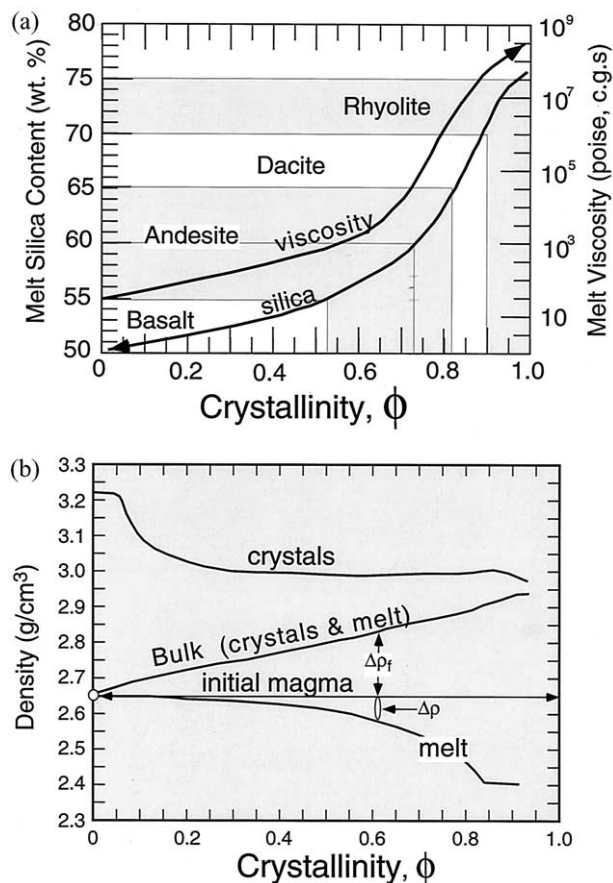 (a)
Melt Silica Content (wt. %)
80
75
70
65
60
55
50
Rhyolite
Dacite
Andesite
viscosity
silica
Basalt
10⁹
10⁷
10⁵
10³
10
Melt Viscosity (poise, c.g.s)
0 0.2 0.4 0.6 0.8 1.0
Crystallinity, ϕ
(b)
Density (g/cm³)
3.3
3.2
3.1
3.0
2.9
2.8
2.7
2.6
2.5
2.4
2.3
crystals
Bulk (crystals & melt)
Δρf
initial magma
Δρ
melt
0 0.2 0.4 0.6 0.8 1.0
Crystallinity, ϕ